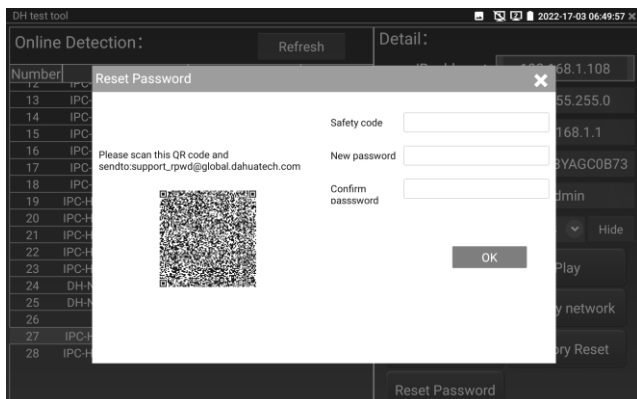 DH test tool
2022-17-03 06:49:57
Online Detection:
Refresh
Detail:
Number
Reset Password
168.1.108
12
13 IPC-
14 IPC-
15 IPC-
16 IPC-
17 IPC-
18 IPC-
19 IPC-H
20 IPC-H
21 IPC-H
22 IPC-H
23 IPC-H
24 DH-N
25 DH-N
26
27 IPC-H
28 IPC-H
Please scan this QR code and
sendto:support_rpwd@global.dahuatech.com
Safety code
New password
Confirm
passsword
OK
55.255.0
168.1.1
YAGC0B73
dmin
Hide
Play
y network
ory Reset
Reset Password